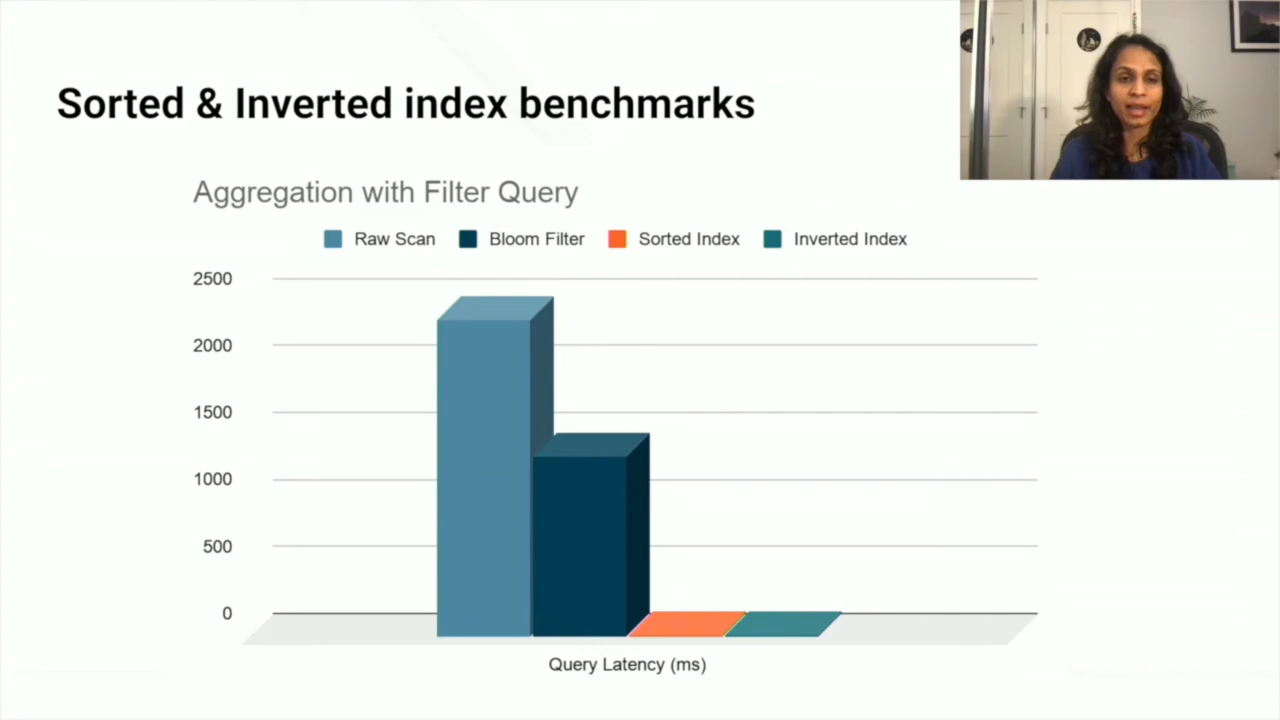 Sorted & Inverted index benchmarks
Aggregation with Filter Query
Raw Scan Bloom Filter Sorted Index Inverted Index
2500
2000
1500
1000
500
0
Query Latency (ms)